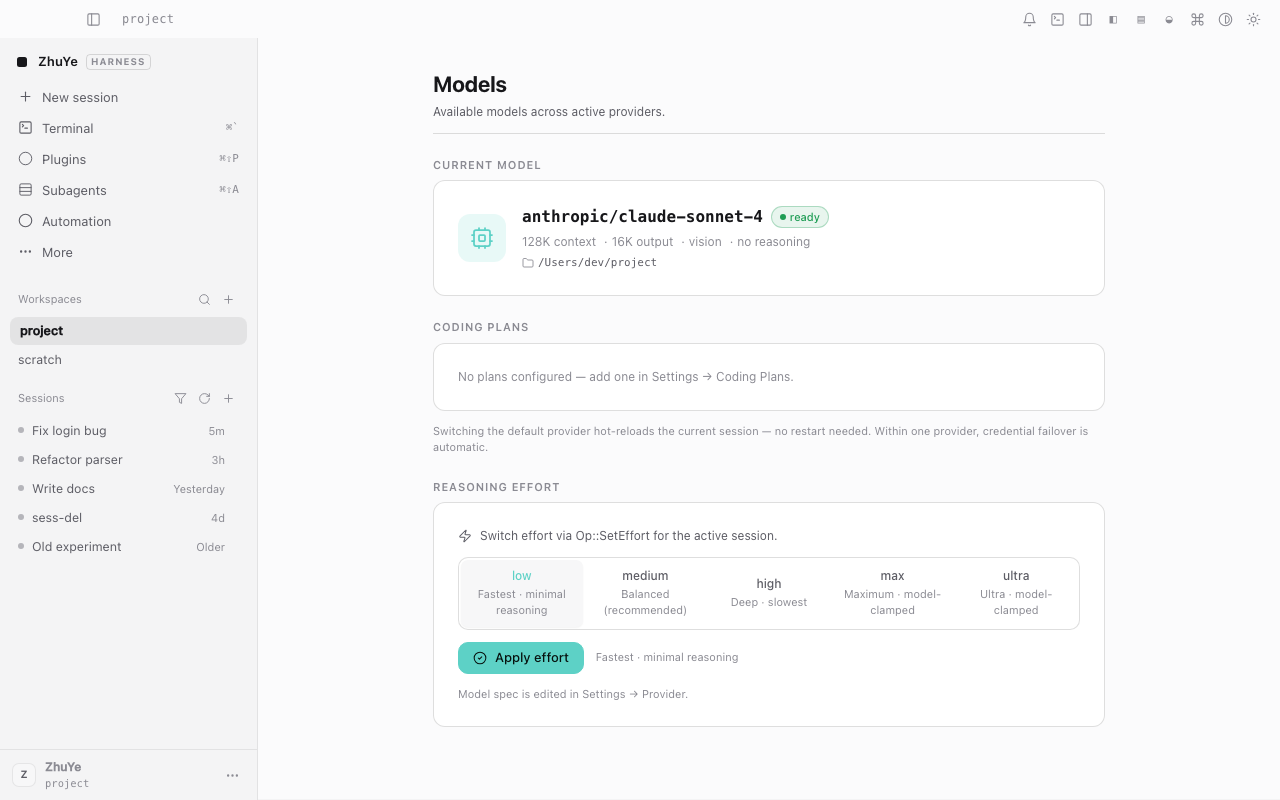 project
ZhuYe HARNESS
New session
Terminal ⌘`
Plugins ⌘⇧P
Subagents ⌘⇧A
Automation
More
Workspaces
project
scratch
Sessions
Fix login bug 5m
Refactor parser 3h
Write docs Yesterday
sess-del 4d
Old experiment Older
Z ZhuYe
project
Models
Available models across active providers.
CURRENT MODEL
anthropic/claude-sonnet-4 ready
128K context · 16K output · vision · no reasoning
/Users/dev/project
CODING PLANS
No plans configured — add one in Settings → Coding Plans.
Switching the default provider hot-reloads the current session — no restart needed. Within one provider, credential failover is
automatic.
REASONING EFFORT
Switch effort via Op::SetEffort for the active session.
low
Fastest · minimal
reasoning
medium
Balanced
(recommended)
high
Deep · slowest
max
Maximum · model-
clamped
ultra
Ultra · model-
clamped
Apply effort Fastest · minimal reasoning
Model spec is edited in Settings → Provider.